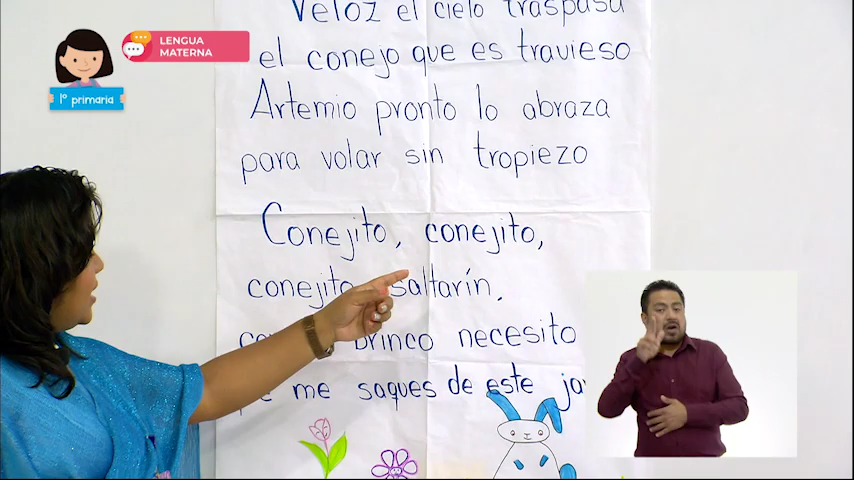 LENGUA
MATERNA
1° primaria
Veloz el cielo traspasa
el conejo que es travieso
Artemio pronto lo abraza
para volar sin tropiezo
Conejito, conejito,
conejito saltarín,
brinco necesito
me saques de este